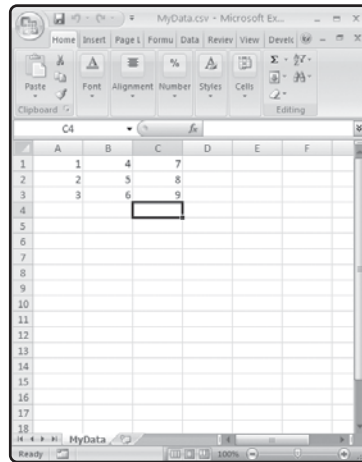 MyData.csv - Microsoft Ex...
Home Insert Page L Formu Data Review View Develc
Paste Font Alignment Number Styles Cells
Clipboard Editing
C4 fx
A B C D E F
1 1 4 7
2 2 5 8
3 3 6 9
4
5
6
7
8
9
10
11
12
13
14
15
16
17
18
MyData
Ready 100%